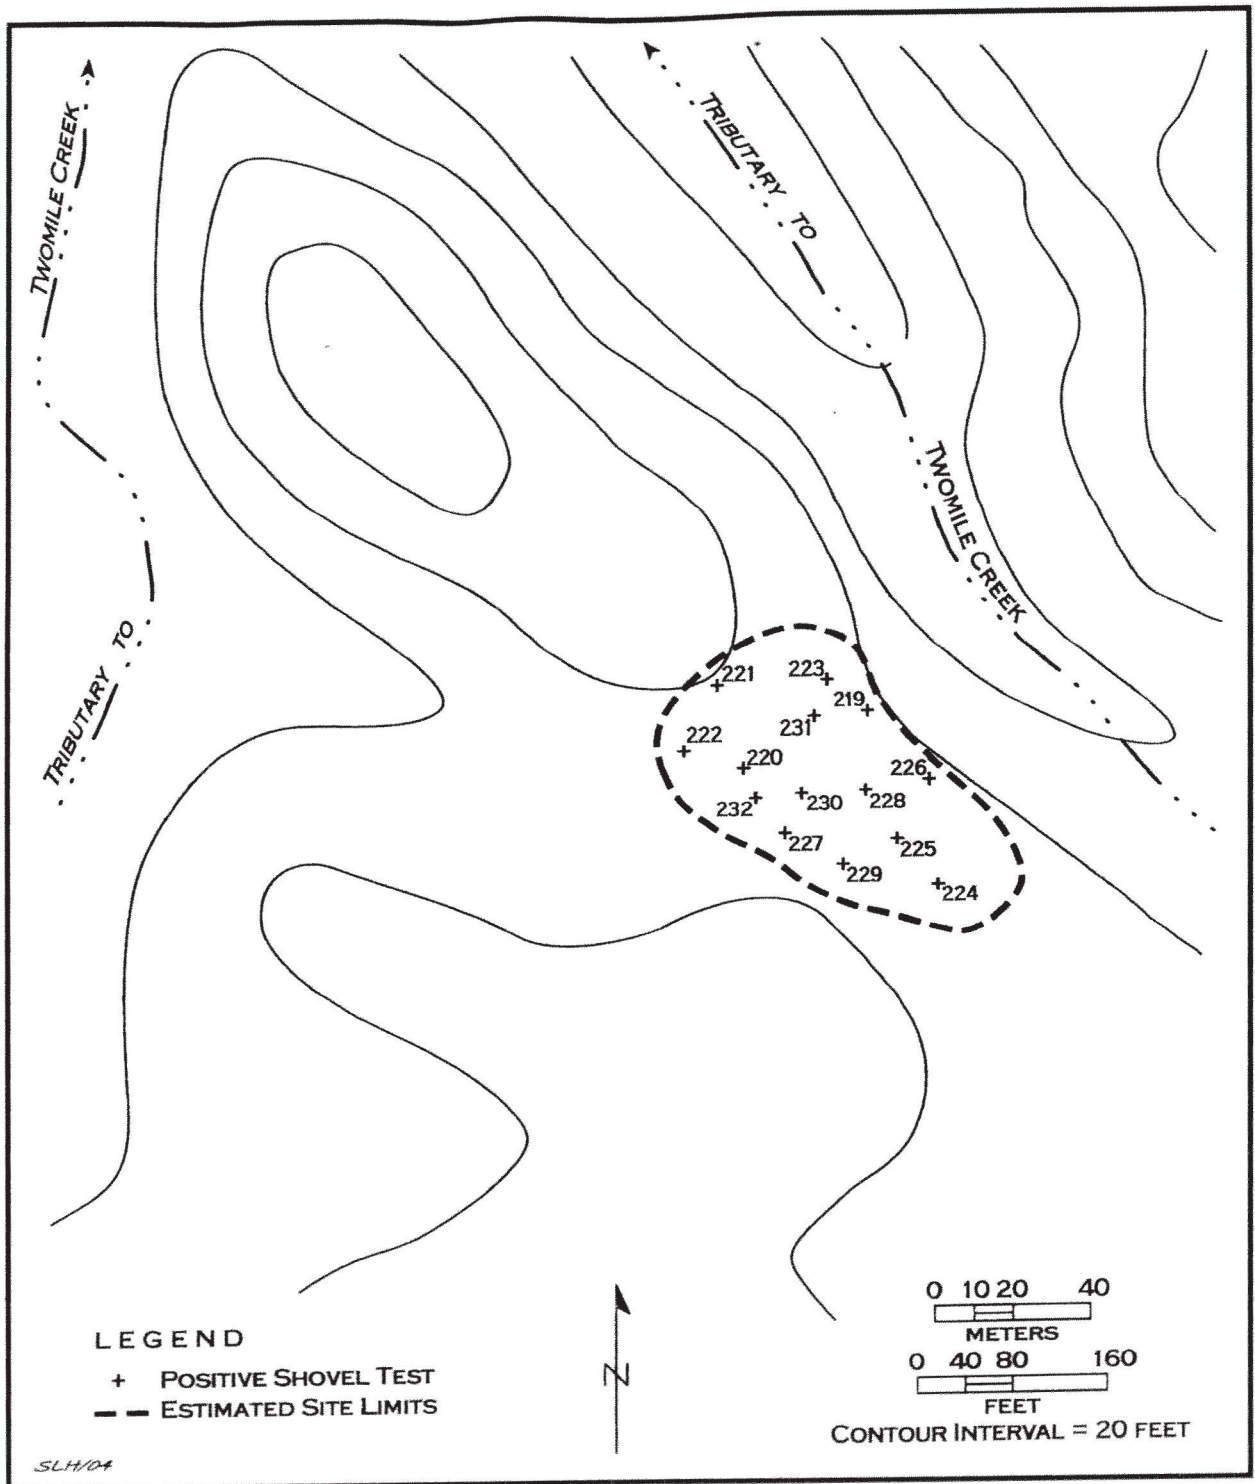 TWOMILE CREEK
TRIBUTARY TO
TRIBUTARY TO
TWOMILE CREEK
221
223
219
231
222
220
226
232
230
228
227
225
229
224
LEGEND
+ POSITIVE SHOVEL TEST
ESTIMATED SITE LIMITS
N
0 10 20 40
METERS
0 40 80 160
FEET
CONTOUR INTERVAL = 20 FEET
SLH/04